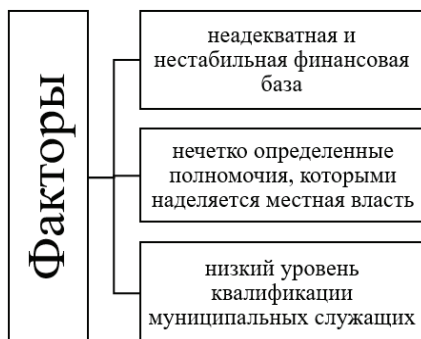 Факторы
неадекватная и
нестабильная финансовая
база
нечетко определенные
полномочия, которыми
наделяется местная власть
низкий уровень
квалификации
муниципальных служащих